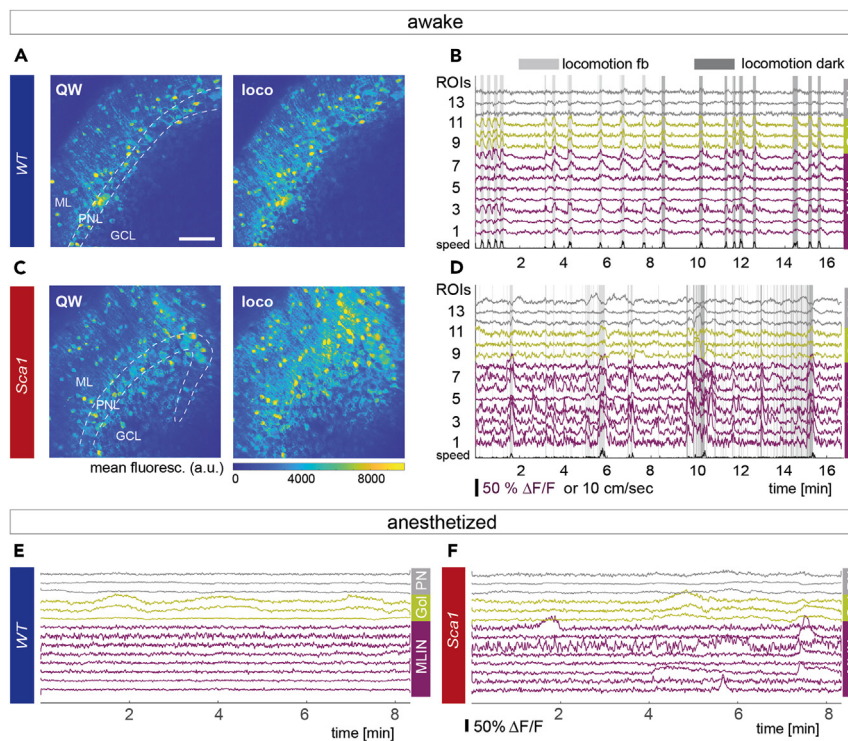 awake
A
B
locomotion fb
locomotion dark
WT
QW
loco
ML
PNL
GCL
ROIs
13
11
9
7
5
3
1
speed
2
4
6
8
10
12
14
16
C
D
Sca1
QW
loco
ML
PNL
GCL
ROIs
13
11
9
7
5
3
1
speed
2
4
6
8
10
12
14
16
mean fluoresc. (a.u.)
0
4000
8000
50 % ΔF/F or 10 cm/sec
time [min]
anesthetized
E
F
WT
PN
Gol
MLIN
2
4
6
8
time [min]
Sca1
2
4
6
8
50% ΔF/F
time [min]